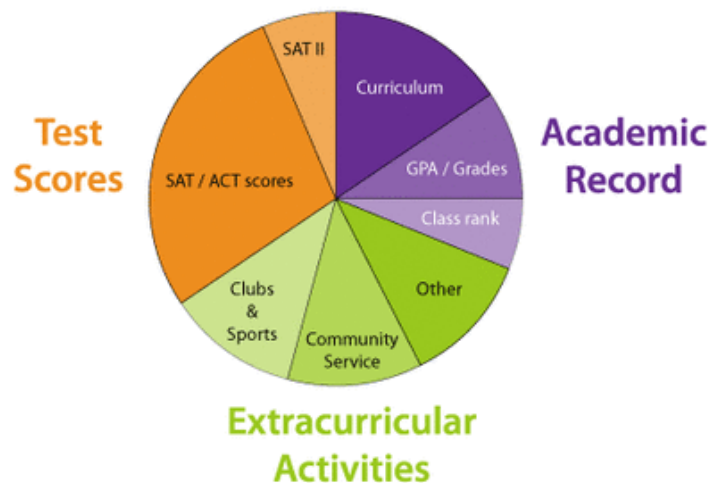 SAT II
Curriculum
Test
Scores
Academic
Record
GPA / Grades
SAT / ACT scores
Class rank
Clubs
&
Sports
Other
Community
Service
Extracurricular
Activities